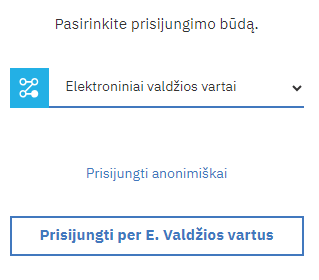 Pasirinkite prisijungimo būdą.
Elektroniniai valdžios vartai
Prisijungti anonimiškai
Prisijungti per E. Valdžios vartus